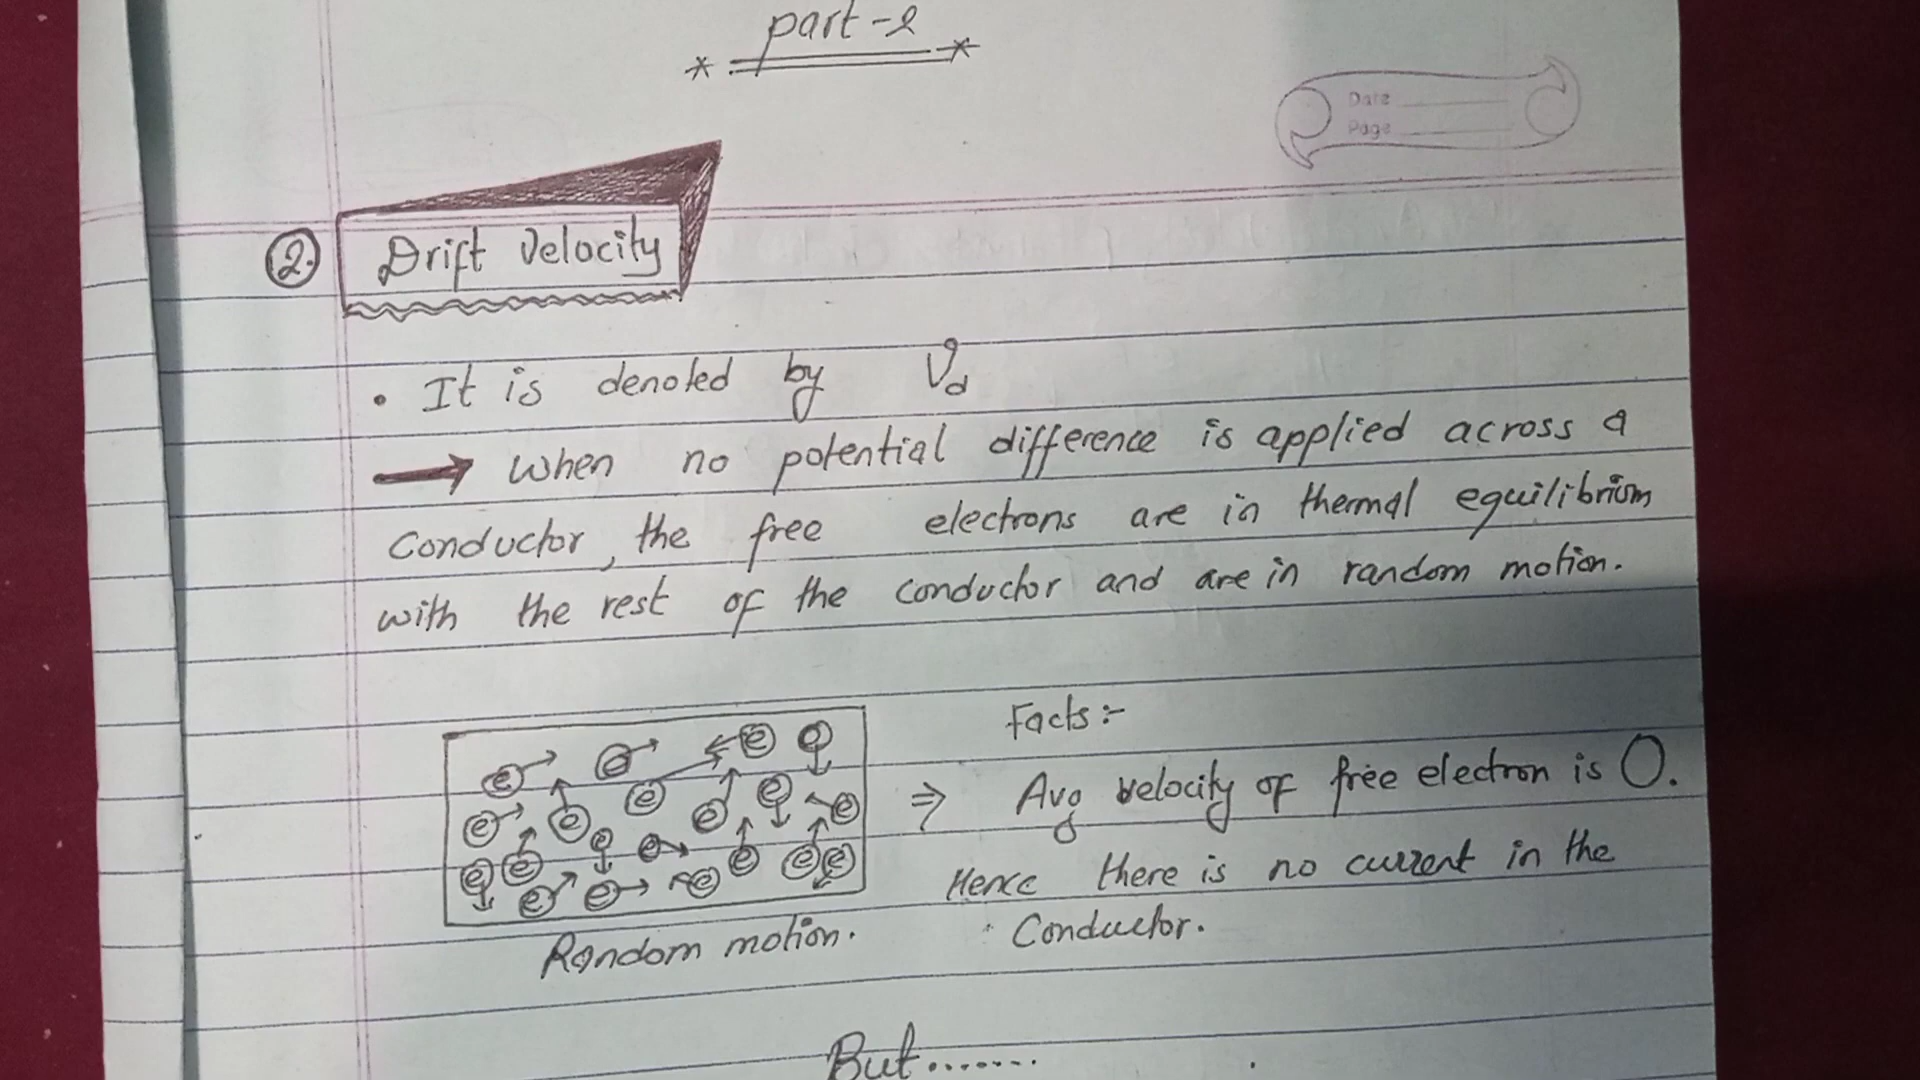 * part-2 *
Date
Page
2. Drift velocity
• It is denoted by Vd
→ When no potential difference is applied across a
conductor, the free electrons are in thermal equilibrium
with the rest of the conductor and are in random motion.
e e e e
e e e e e e
e e e e e e e
e e e
Random motion.
Facts :-
⇒ Avg velocity of free electron is 0.
Hence there is no current in the
Conductor.
But.......